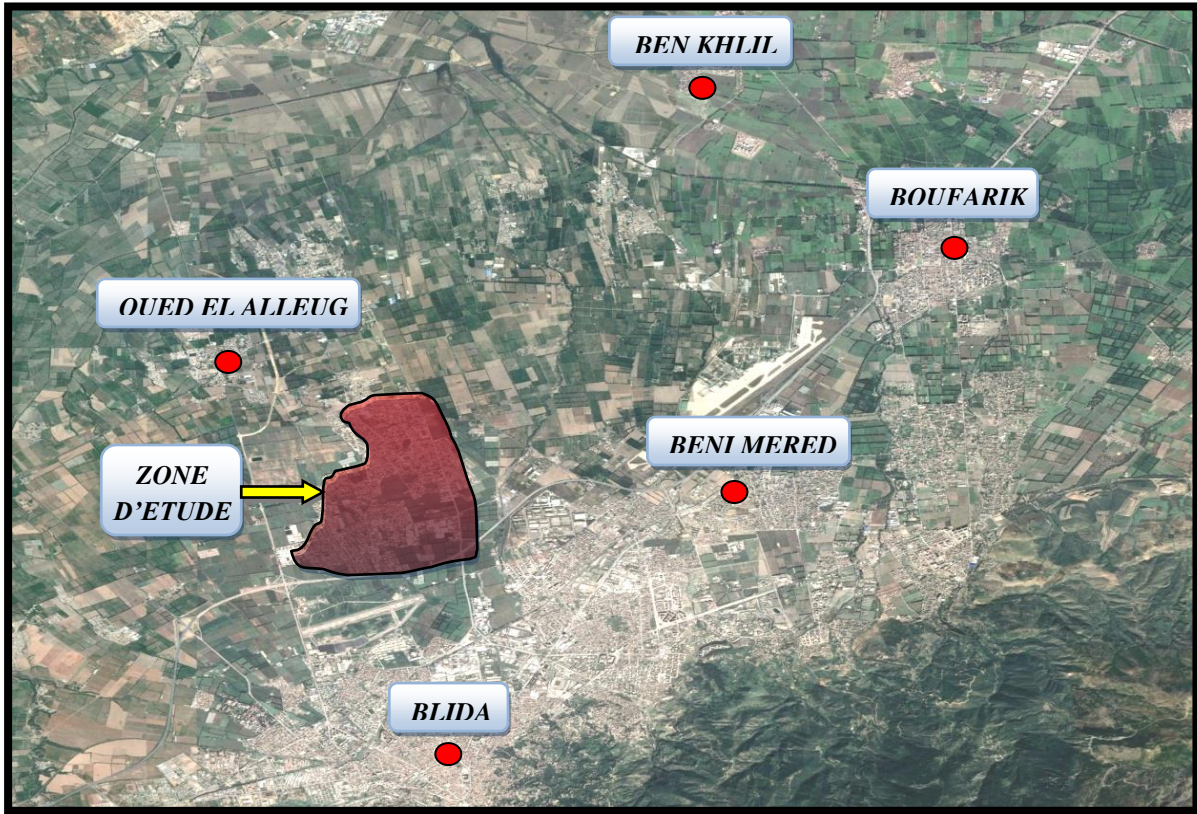 BEN KHLIL
BOUFARIK
OUED EL ALLEUG
BENI MERED
ZONE
D'ETUDE
BLIDA